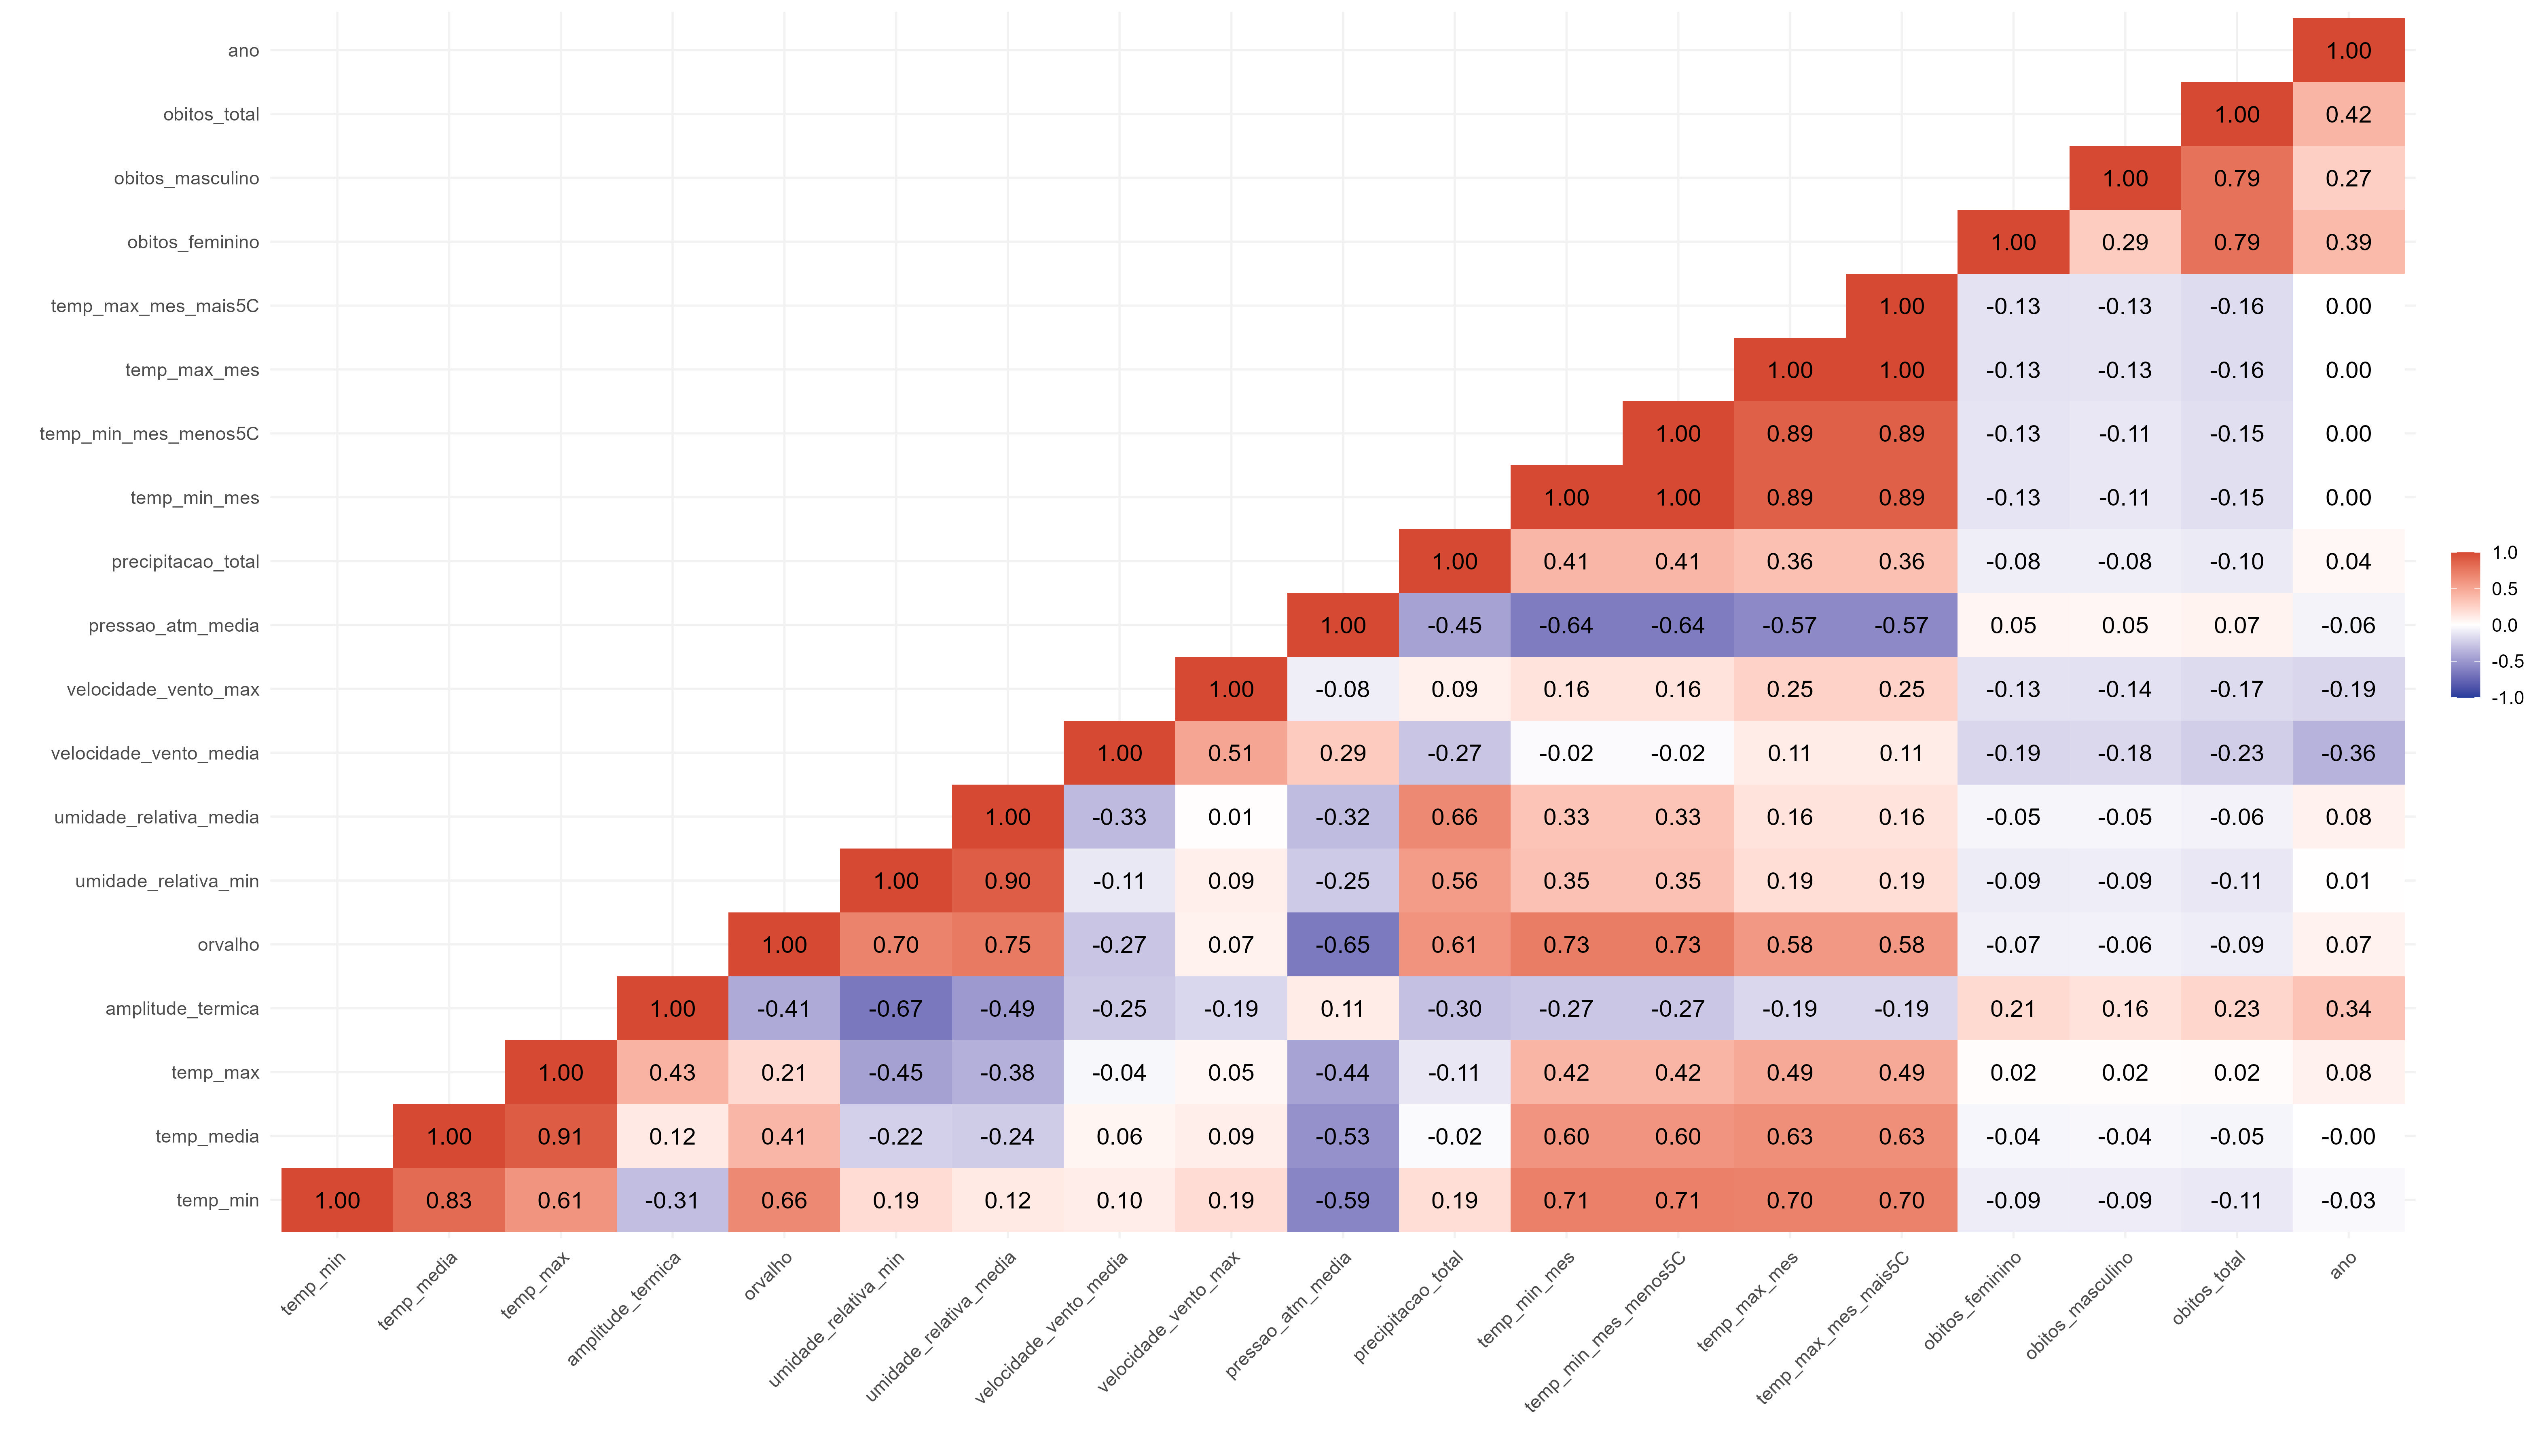 ano 1.00
obitos_total 1.00 0.42
obitos_masculino 1.00 0.79 0.27
obitos_feminino 1.00 0.29 0.79 0.39
temp_max_mes_mais5C 1.00 -0.13 -0.13 -0.16 0.00
temp_max_mes 1.00 1.00 -0.13 -0.13 -0.16 0.00
temp_min_mes_menos5C 1.00 0.89 0.89 -0.13 -0.11 -0.15 0.00
temp_min_mes 1.00 1.00 0.89 0.89 -0.13 -0.11 -0.15 0.00
precipitacao_total 1.00 0.41 0.41 0.36 0.36 -0.08 -0.08 -0.10 0.04
pressao_atm_media 1.00 -0.45 -0.64 -0.64 -0.57 -0.57 0.05 0.05 0.07 -0.06
velocidade_vento_max 1.00 -0.08 0.09 0.16 0.16 0.25 0.25 -0.13 -0.14 -0.17 -0.19
velocidade_vento_media 1.00 0.51 0.29 -0.27 -0.02 -0.02 0.11 0.11 -0.19 -0.18 -0.23 -0.36
umidade_relativa_media 1.00 -0.33 0.01 -0.32 0.66 0.33 0.33 0.16 0.16 -0.05 -0.05 -0.06 0.08
umidade_relativa_min 1.00 0.90 -0.11 0.09 -0.25 0.56 0.35 0.35 0.19 0.19 -0.09 -0.09 -0.11 0.01
orvalho 1.00 0.70 0.75 -0.27 0.07 -0.65 0.61 0.73 0.73 0.58 0.58 -0.07 -0.06 -0.09 0.07
amplitude_termica 1.00 -0.41 -0.67 -0.49 -0.25 -0.19 0.11 -0.30 -0.27 -0.27 -0.19 -0.19 0.21 0.16 0.23 0.34
temp_max 1.00 0.43 0.21 -0.45 -0.38 -0.04 0.05 -0.44 -0.11 0.42 0.42 0.49 0.49 0.02 0.02 0.02 0.08
temp_media 1.00 0.91 0.12 0.41 -0.22 -0.24 0.06 0.09 -0.53 -0.02 0.60 0.60 0.63 0.63 -0.04 -0.04 -0.05 -0.00
temp_min 1.00 0.83 0.61 -0.31 0.66 0.19 0.12 0.10 0.19 -0.59 0.19 0.71 0.71 0.70 0.70 -0.09 -0.09 -0.11 -0.03
temp_min
temp_media
temp_max
amplitude_termica
orvalho
umidade_relativa_min
umidade_relativa_media
velocidade_vento_media
velocidade_vento_max
pressao_atm_media
precipitacao_total
temp_min_mes
temp_min_mes_menos5C
temp_max_mes
temp_max_mes_mais5C
obitos_feminino
obitos_masculino
obitos_total
ano
1.0
0.5
0.0
-0.5
-1.0